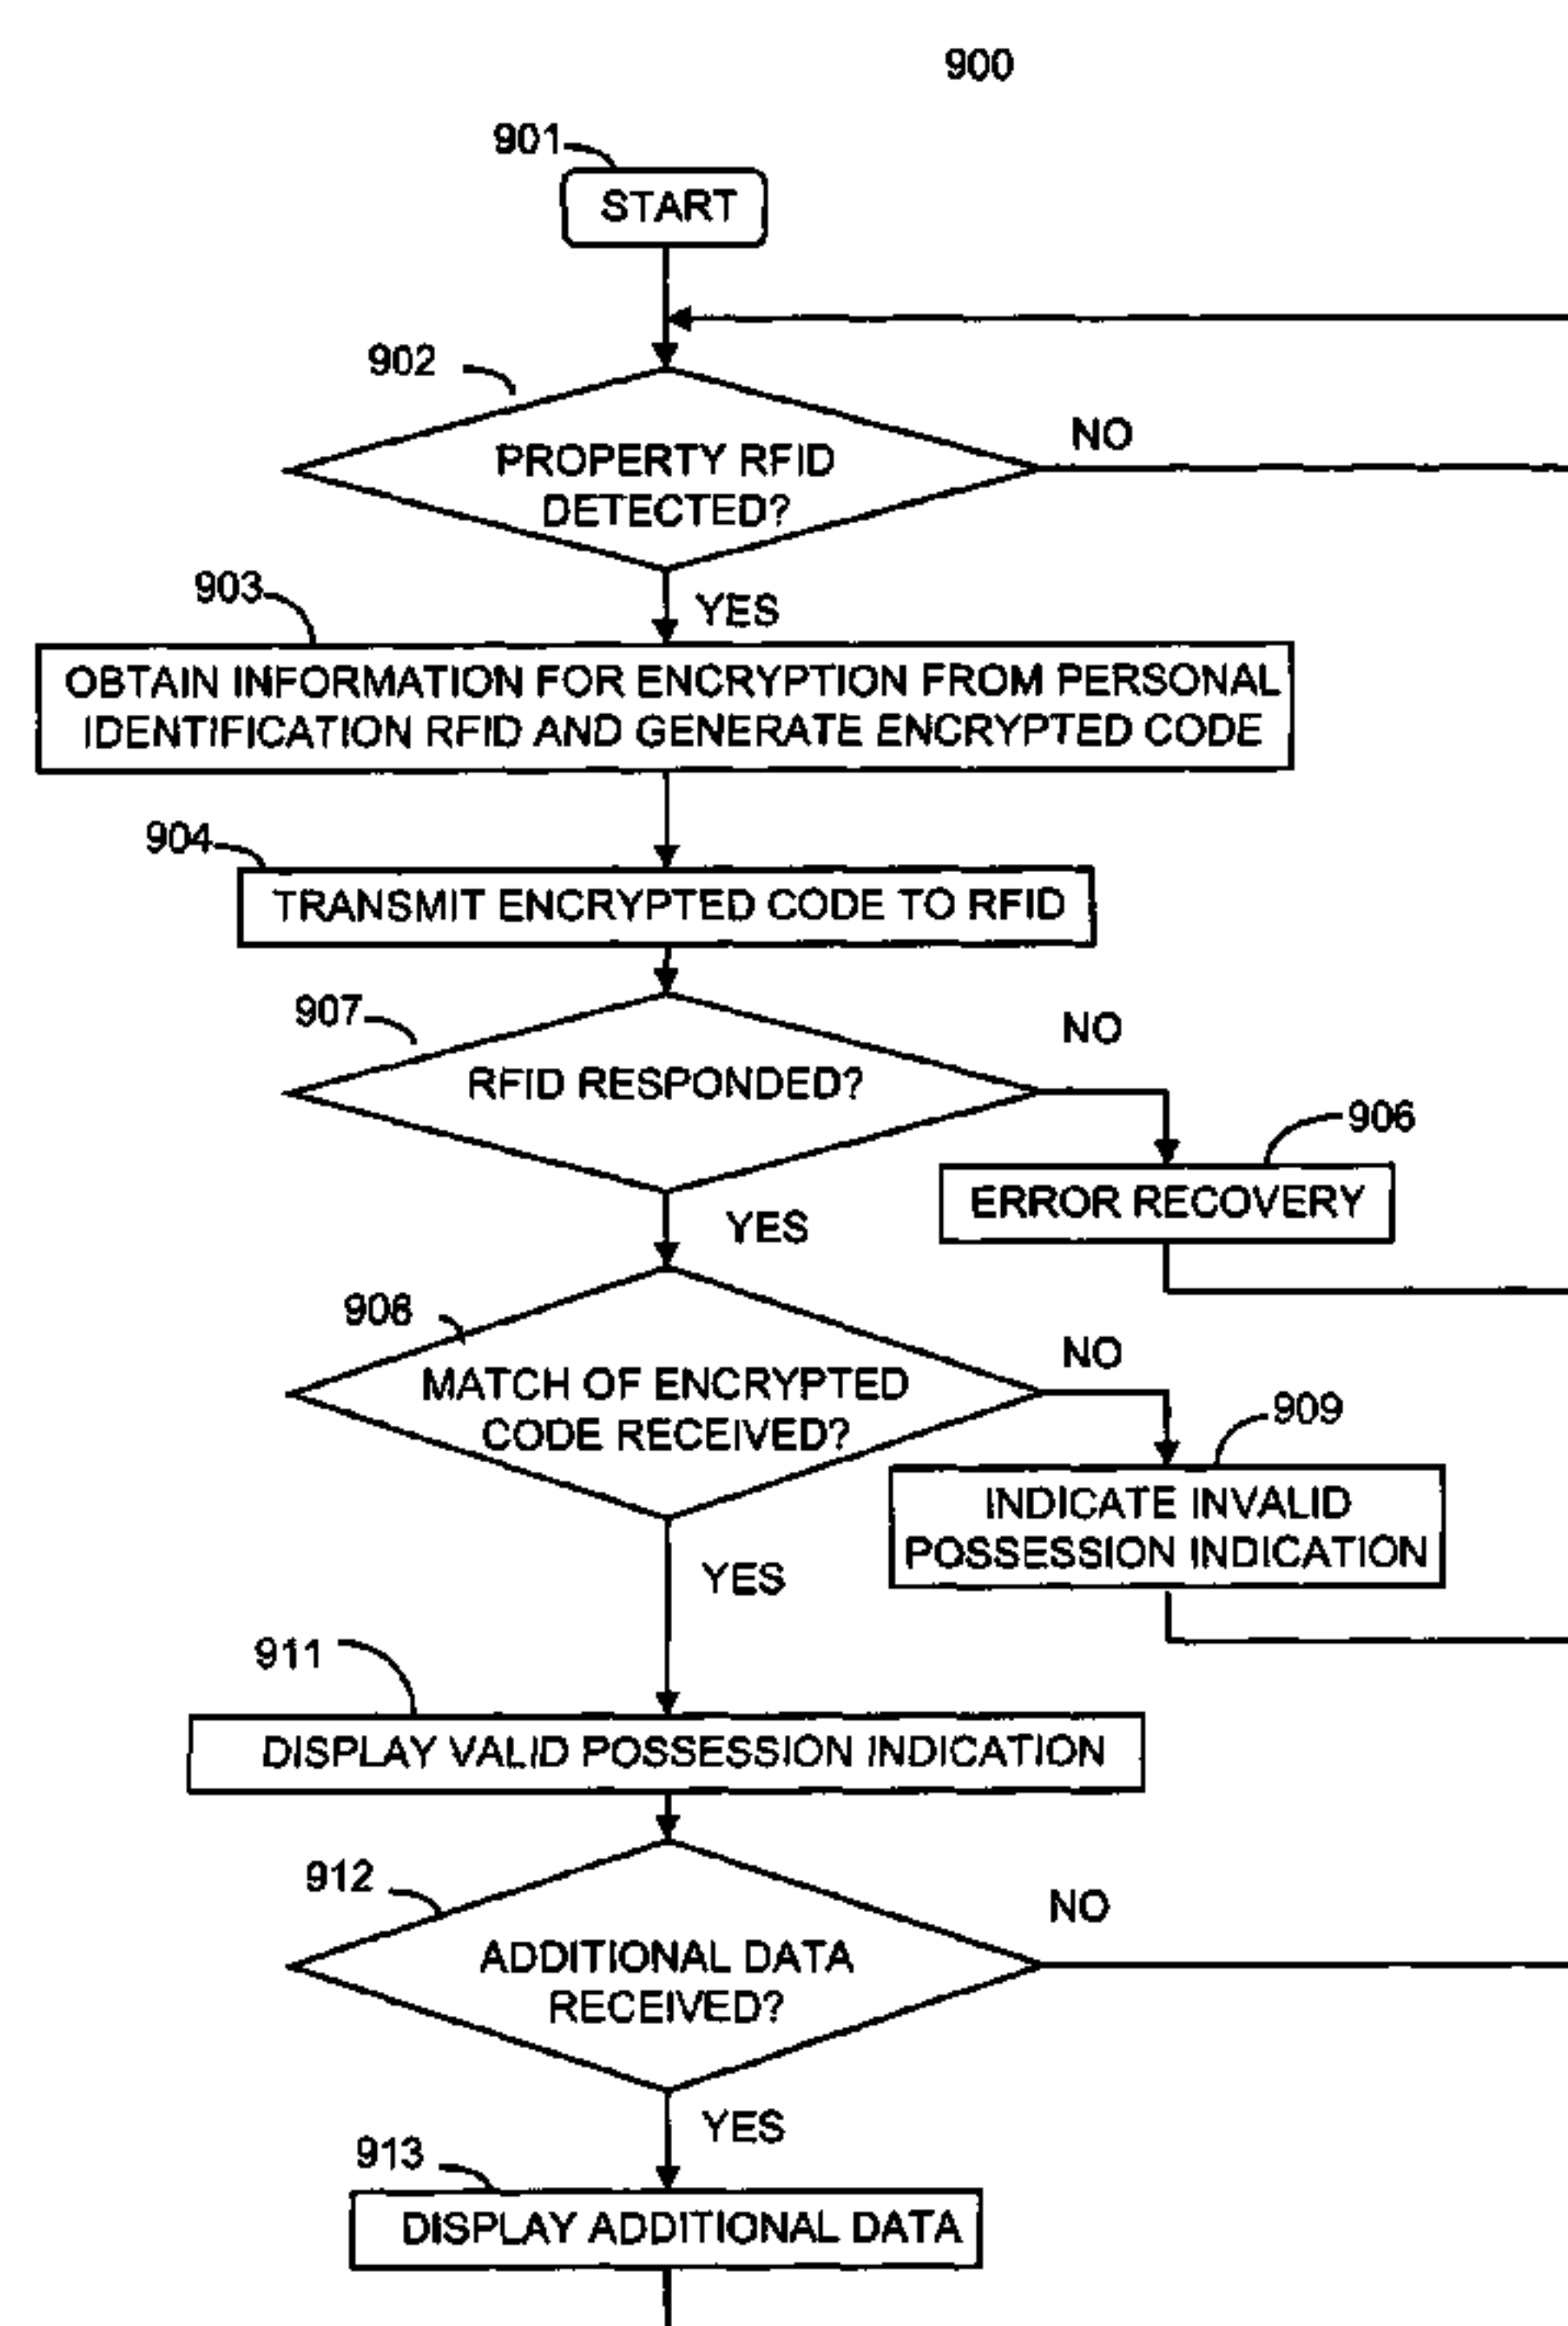 900
901
START
902
PROPERTY RFID
DETECTED?
NO
YES
903
OBTAIN INFORMATION FOR ENCRYPTION FROM PERSONAL
IDENTIFICATION RFID AND GENERATE ENCRYPTED CODE
904
TRANSMIT ENCRYPTED CODE TO RFID
907
RFID RESPONDED?
NO
906
ERROR RECOVERY
YES
908
MATCH OF ENCRYPTED
CODE RECEIVED?
NO
909
INDICATE INVALID
POSSESSION INDICATION
YES
911
DISPLAY VALID POSSESSION INDICATION
912
ADDITIONAL DATA
RECEIVED?
NO
YES
913
DISPLAY ADDITIONAL DATA